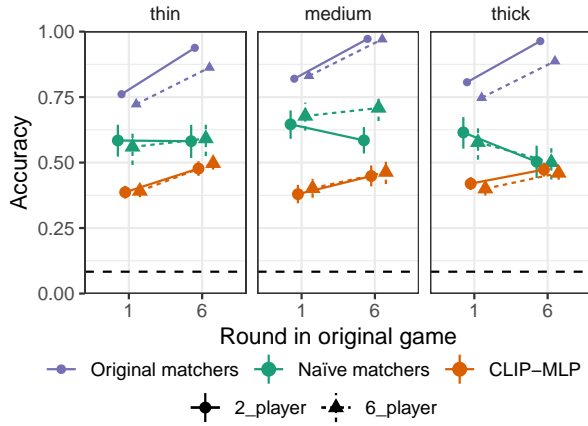 thin medium thick
1.00
0.75
0.50
0.25
0.00
Accuracy
1 6 1 6 1 6
Round in original game
Original matchers Naïve matchers CLIP−MLP
2_player 6_player